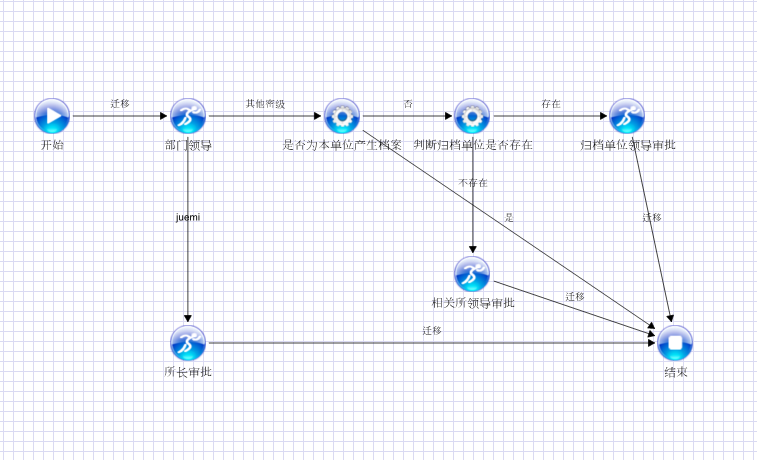 迁移
其他密级
否
存在
开始
部门领导
是否为本单位产生档案
判断归档单位是否存在
归档单位领导审批
不存在
juemi
是
迁移
相关所领导审批
迁移
迁移
所长审批
结束